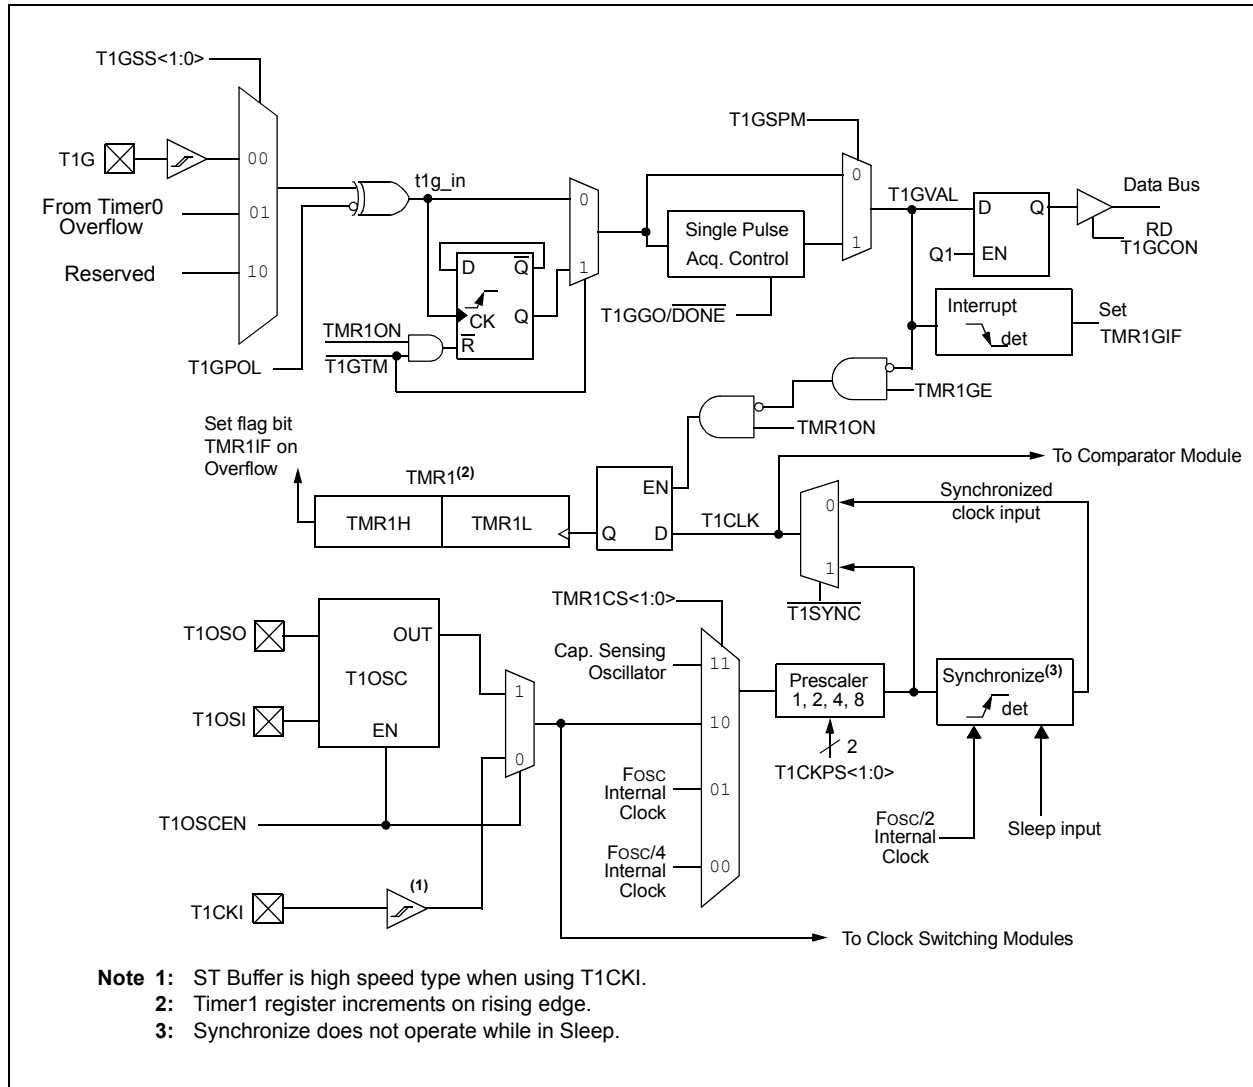 T1GSS<1:0>
T1G
00
From Timer0
Overflow
01
Reserved
10
T1GPOL
t1g_in
D
Q
CK
Q
R
TMR1ON
T1GTM
0
1
Single Pulse
Acq. Control
T1GGO/DONE
T1GSPM
0
1
T1GVAL
D
Q
Q1
EN
Data Bus
RD
T1GCON
Interrupt
det
Set
TMR1GIF
TMR1GE
TMR1ON
Set flag bit
TMR1IF on
Overflow
TMR1(2)
TMR1H
TMR1L
EN
Q
D
T1CLK
To Comparator Module
0
1
Synchronized
clock input
T1SYNC
TMR1CS<1:0>
T1OSO
OUT
T1OSC
T1OSI
EN
1
0
T1OSCEN
T1CKI
(1)
Cap. Sensing
Oscillator
11
10
FOSC
Internal
Clock
01
FOSC/4
Internal
Clock
00
Prescaler
1, 2, 4, 8
2
T1CKPS<1:0>
Synchronize(3)
det
FOSC/2
Internal
Clock
Sleep input
To Clock Switching Modules
Note 1: ST Buffer is high speed type when using T1CKI.
2: Timer1 register increments on rising edge.
3: Synchronize does not operate while in Sleep.